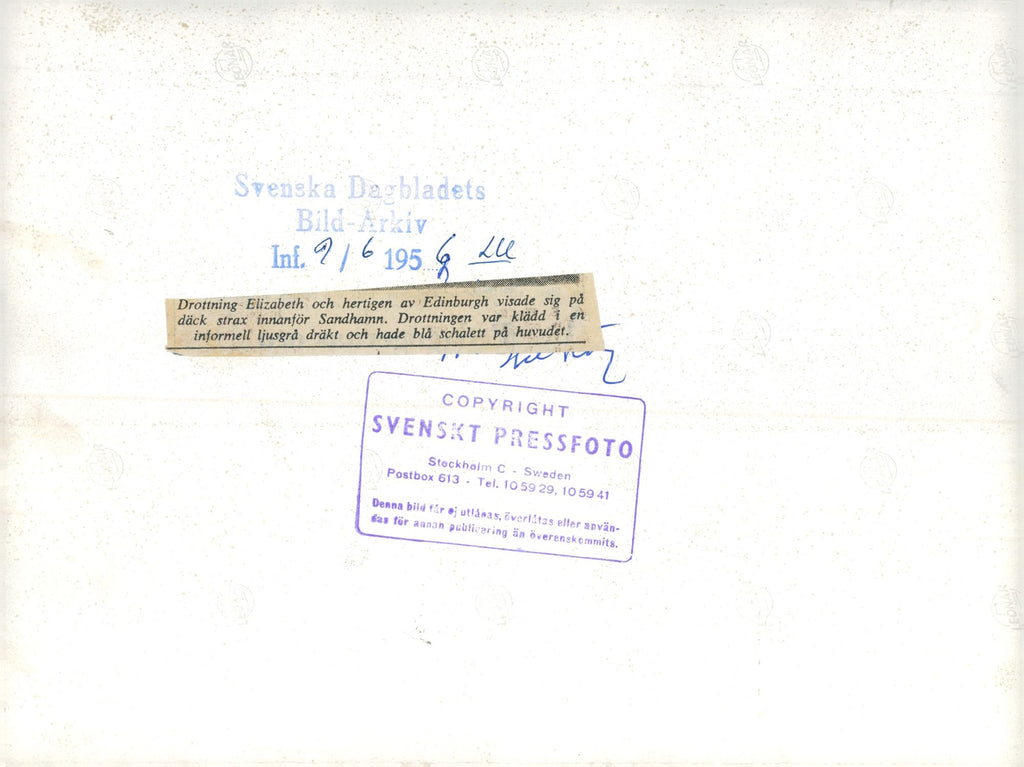 Svenska Dagbladets
Bild-Arkiv
Inf. 9/6 1956
Drottning Elizabeth och hertigen av Edinburgh visade sig på
däck strax innanför Sandhamn. Drottningen var klädd i en
informell ljusgrå dräkt och hade blå schalett på huvudet.
COPYRIGHT
SVENSKT PRESSFOTO
Stockholm C - Sweden
Postbox 613 - Tel. 10 59 29, 10 59 41
Denna bild får ej utlånas, överlåtas eller använ-
das för annan publicering än överenskommits.